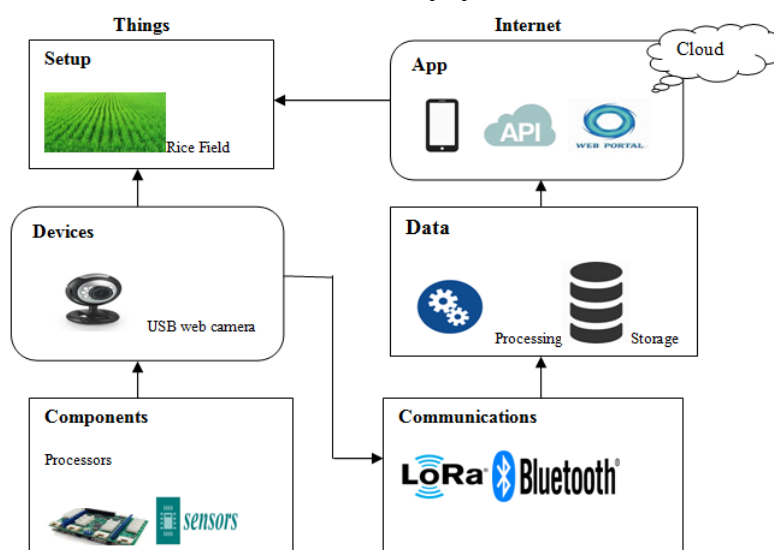 Things
Internet
Cloud
Setup
Rice Field
App
API
WEB PORTAL
Devices
USB web camera
Data
Processing
Storage
Components
Processors
sensors
Communications
LoRa
Bluetooth®